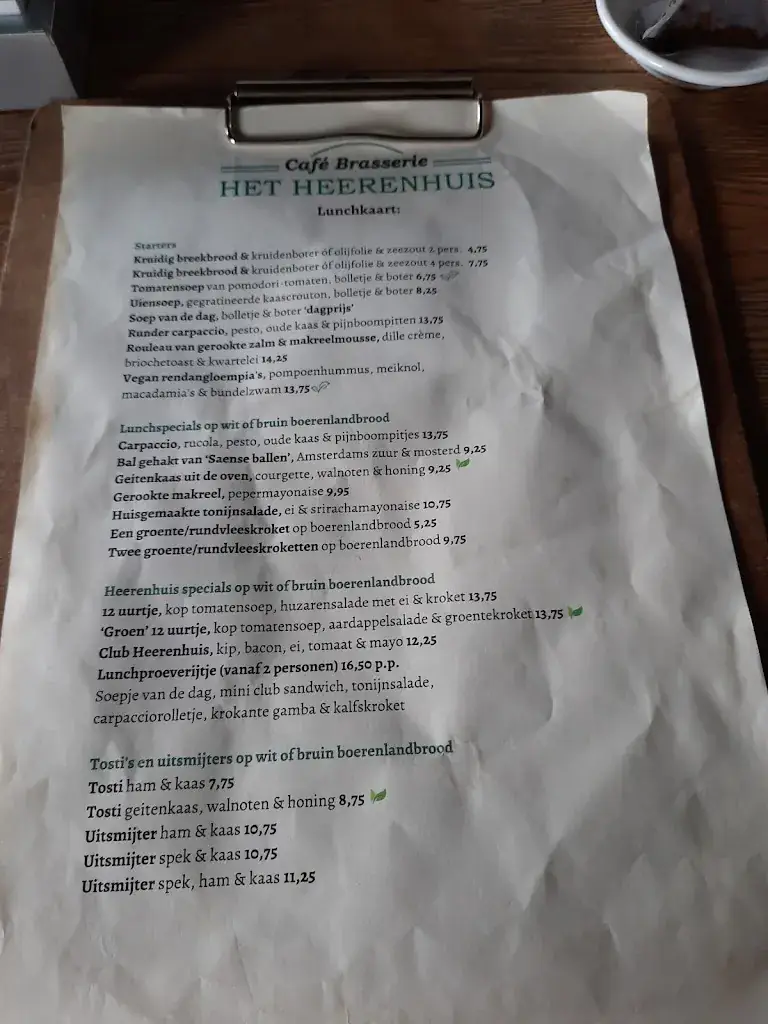 Café Brasserie
HET HEERENHUIS
Lunchkaart:
Starters
Kruidig breekbrood & kruidenboter óf olijfolie & zeezout 2 pers. 4,75
Kruidig breekbrood & kruidenboter óf olijfolie & zeezout 4 pers. 7,75
Tomatensoep van pomodori-tomaten, bolletje & boter 6,75
Uiensoep, gegratineerde kaascrouton, bolletje & boter 8,25
Soep van de dag, bolletje & boter 'dagprijs'
Runder carpaccio, pesto, oude kaas & pijnboompitten 13,75
Rouleau van gerookte zalm & makreelmousse, dille crème,
briochetoast & kwartelei 14,25
Vegan rendangloempia's, pompoenhummus, meiknol,
macadamia's & bundelzwam 13,75
Lunchspecials op wit of bruin boerenlandbrood
Carpaccio, rucola, pesto, oude kaas & pijnboompitjes 13,75
Bal gehakt van 'Saense ballen', Amsterdams zuur & mosterd 9,25
Geitenkaas uit de oven, courgette, walnoten & honing 9,25
Gerookte makreel, pepermayonaise 9,95
Huisgemaakte tonijnsalade, ei & srirachamayonaise 10,75
Een groente/rundvleeskroket op boerenlandbrood 5,25
Twee groente/rundvleeskroketten op boerenlandbrood 9,75
Heerenhuis specials op wit of bruin boerenlandbrood
12 uurtje, kop tomatensoep, huzarensalade met ei & kroket 13,75
'Groen' 12 uurtje, kop tomatensoep, aardappelsalade & groentekroket 13,75
Club Heerenhuis, kip, bacon, ei, tomaat & mayo 12,25
Lunchproeverijtje (vanaf 2 personen) 16,50 p.p.
Soepje van de dag, mini club sandwich, tonijnsalade,
carpacciorolletje, krokante gamba & kalfskroket
Tosti's en uitsmijters op wit of bruin boerenlandbrood
Tosti ham & kaas 7,75
Tosti geitenkaas, walnoten & honing 8,75
Uitsmijter ham & kaas 10,75
Uitsmijter spek & kaas 10,75
Uitsmijter spek, ham & kaas 11,25